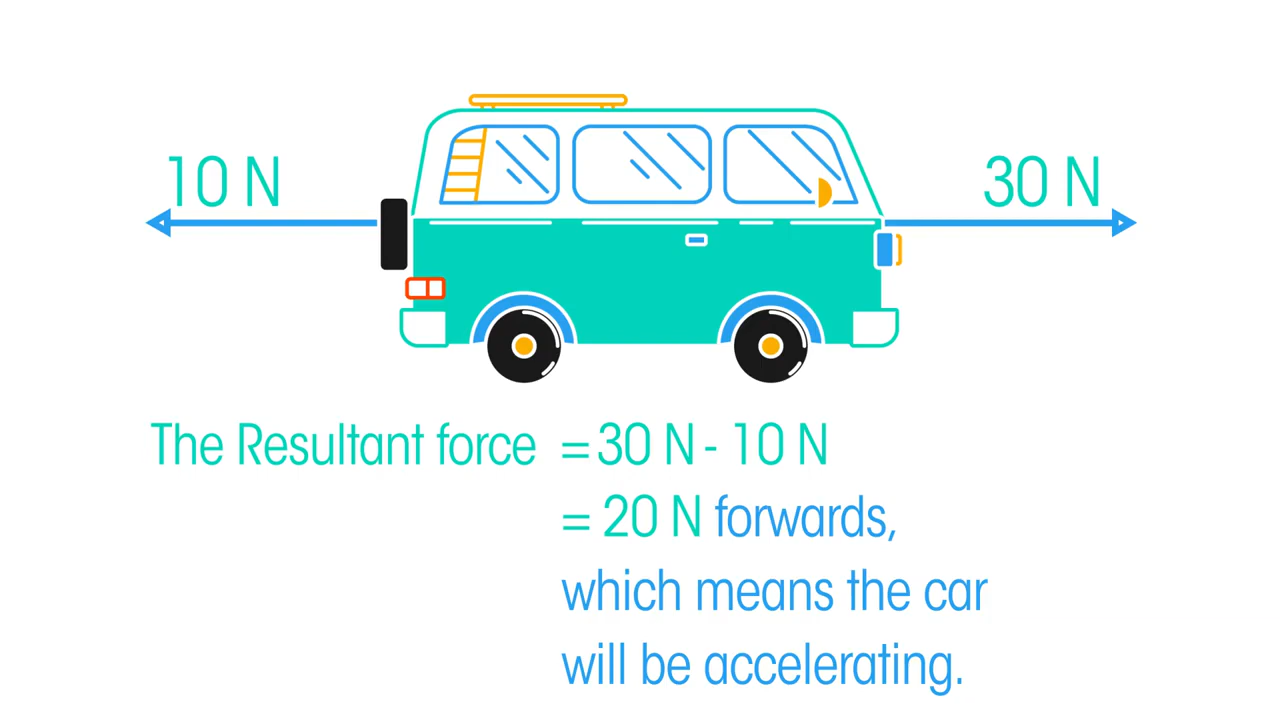 10 N
30 N
The Resultant force = 30 N - 10 N
= 20 N forwards,
which means the car
will be accelerating.